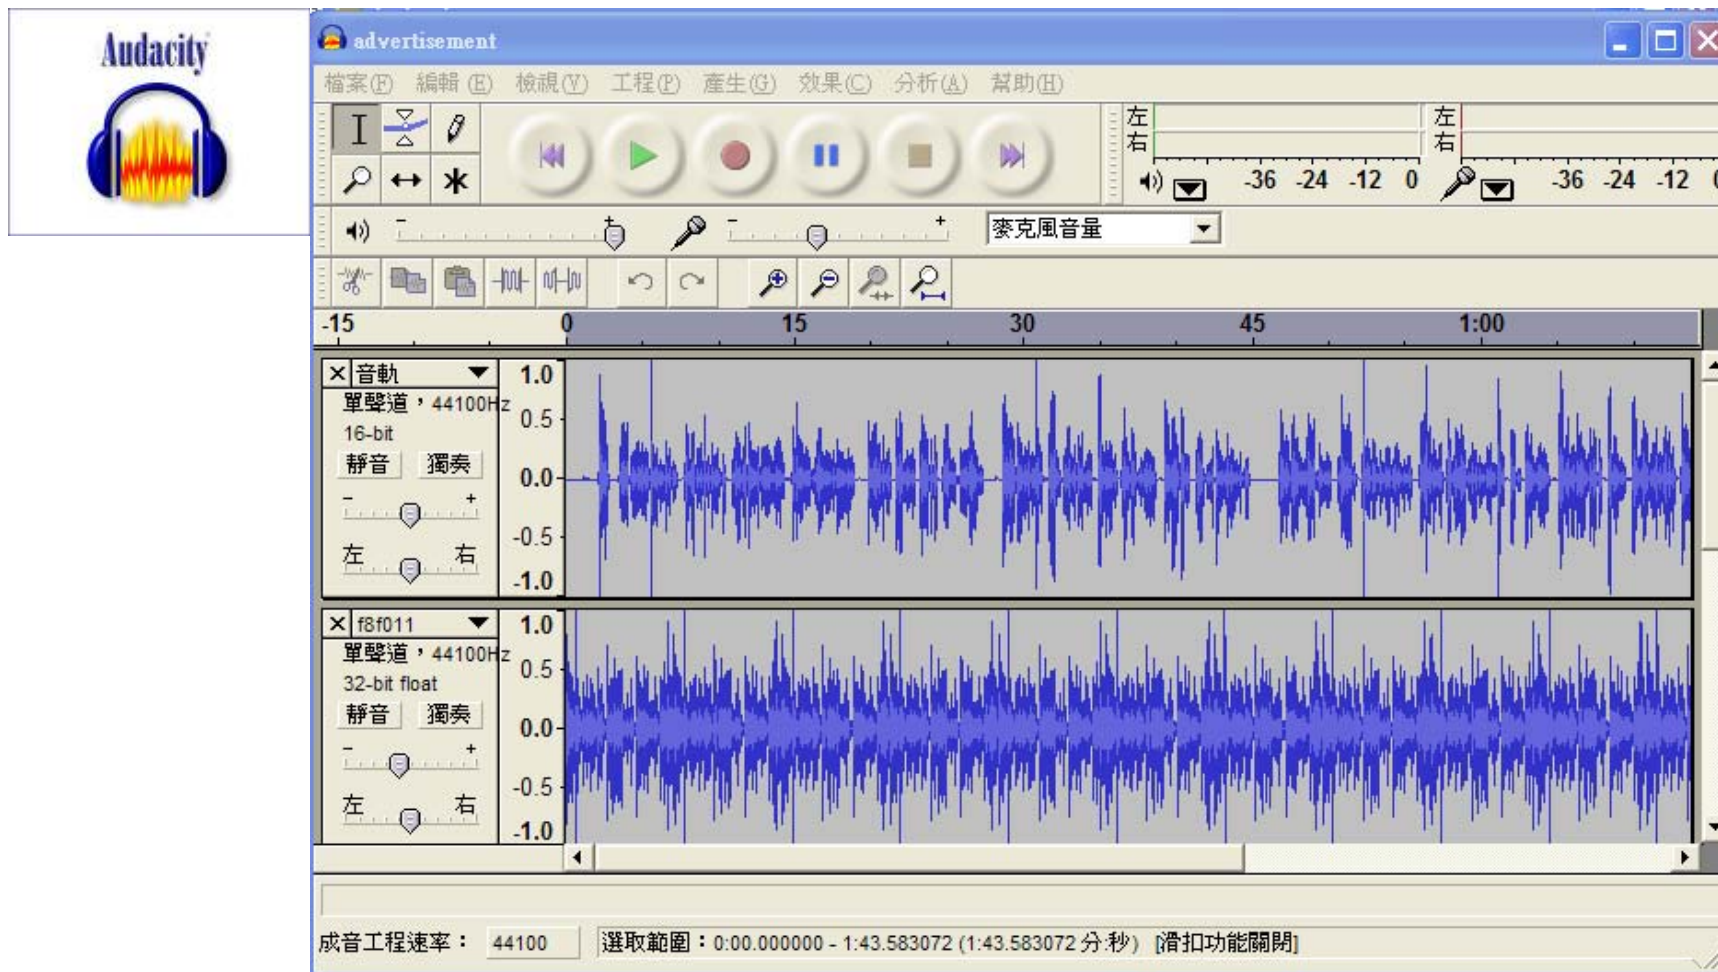 Audacity
advertisement
檔案(F) 編輯 (E) 檢視(V) 工程(P) 產生(G) 效果(C) 分析(A) 幫助(H)
左 左
右 右
-36 -24 -12 0 -36 -24 -12
- + - + 麥克風音量
-15 0 15 30 45 1:00
音軌 1.0
單聲道，44100Hz 0.5
16-bit
靜音 獨奏 0.0
- +
左 右 -0.5
-1.0
f8f011 1.0
單聲道，44100Hz 0.5
32-bit float
靜音 獨奏 0.0
- +
左 右 -0.5
-1.0
成音工程速率： 44100 選取範圍：0:00.000000 - 1:43.583072 (1:43.583072 分:秒) [滑扣功能關閉]